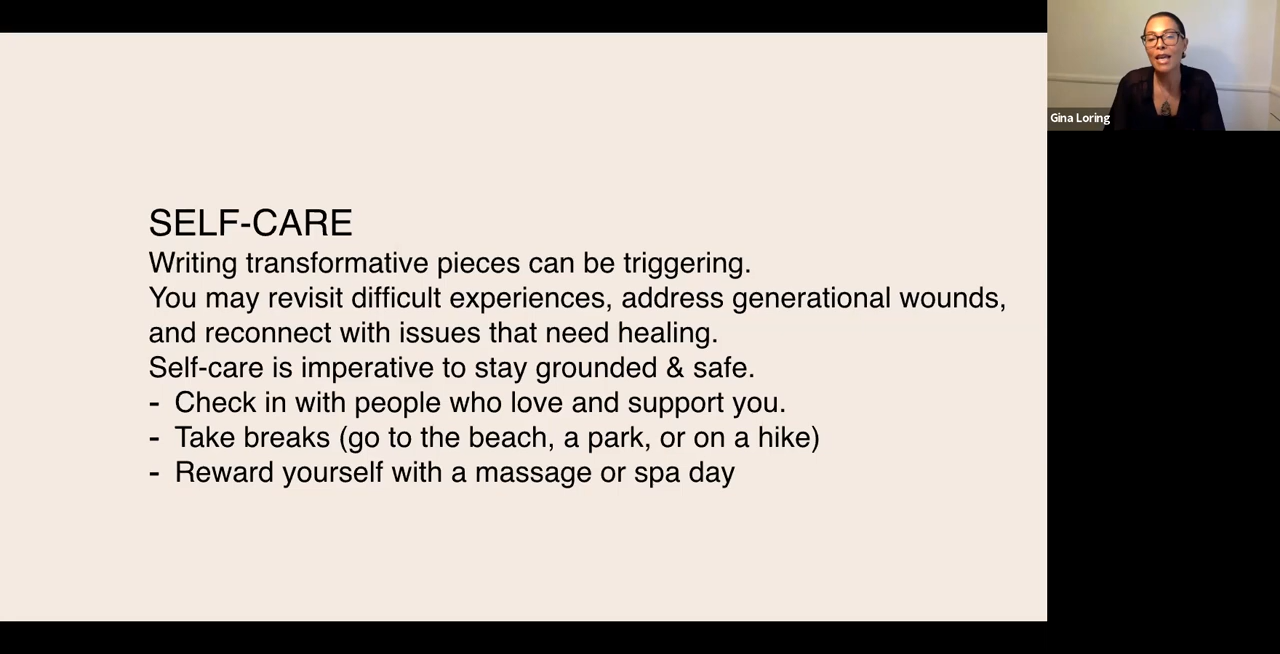 SELF-CARE
Writing transformative pieces can be triggering.
You may revisit difficult experiences, address generational wounds,
and reconnect with issues that need healing.
Self-care is imperative to stay grounded & safe.
- Check in with people who love and support you.
- Take breaks (go to the beach, a park, or on a hike)
- Reward yourself with a massage or spa day
Gina Loring